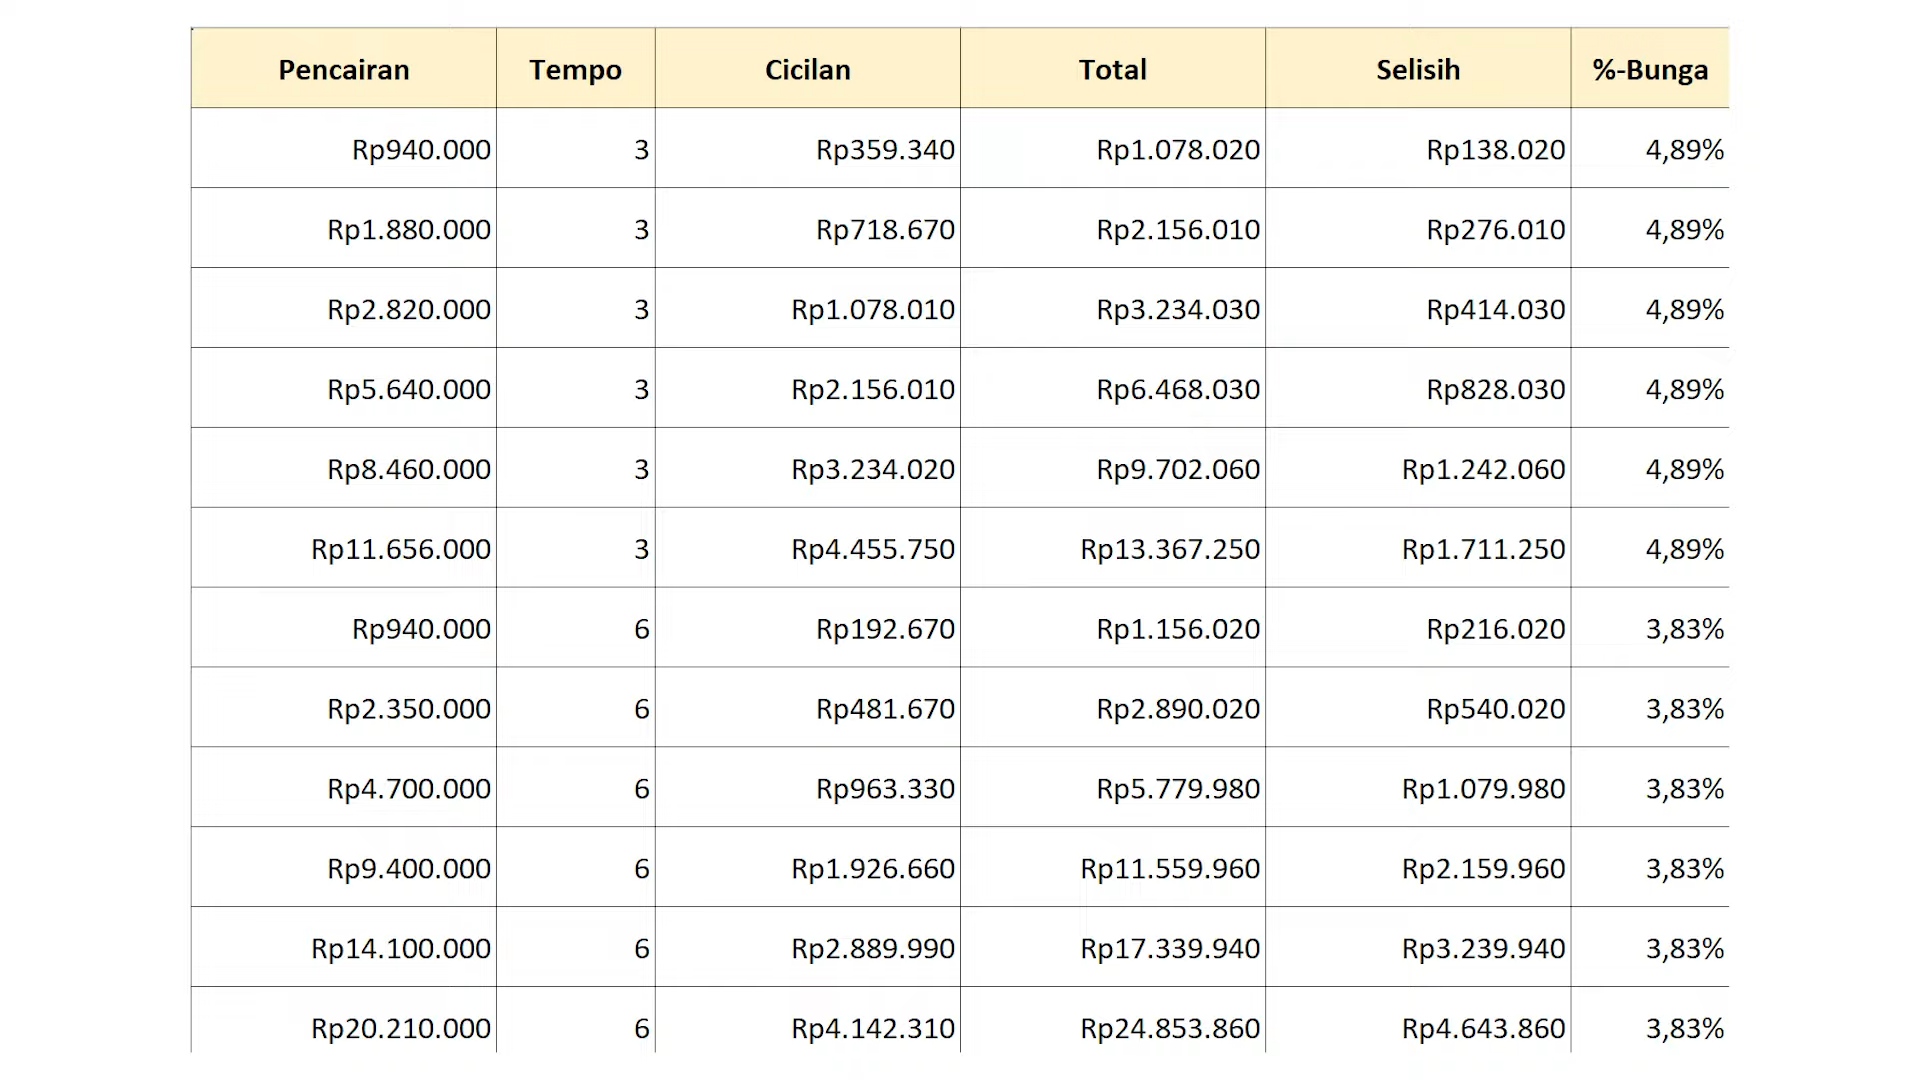 Pencairan Tempo Cicilan Total Selisih %-Bunga
Rp940.000 3 Rp359.340 Rp1.078.020 Rp138.020 4,89%
Rp1.880.000 3 Rp718.670 Rp2.156.010 Rp276.010 4,89%
Rp2.820.000 3 Rp1.078.010 Rp3.234.030 Rp414.030 4,89%
Rp5.640.000 3 Rp2.156.010 Rp6.468.030 Rp828.030 4,89%
Rp8.460.000 3 Rp3.234.020 Rp9.702.060 Rp1.242.060 4,89%
Rp11.656.000 3 Rp4.455.750 Rp13.367.250 Rp1.711.250 4,89%
Rp940.000 6 Rp192.670 Rp1.156.020 Rp216.020 3,83%
Rp2.350.000 6 Rp481.670 Rp2.890.020 Rp540.020 3,83%
Rp4.700.000 6 Rp963.330 Rp5.779.980 Rp1.079.980 3,83%
Rp9.400.000 6 Rp1.926.660 Rp11.559.960 Rp2.159.960 3,83%
Rp14.100.000 6 Rp2.889.990 Rp17.339.940 Rp3.239.940 3,83%
Rp20.210.000 6 Rp4.142.310 Rp24.853.860 Rp4.643.860 3,83%